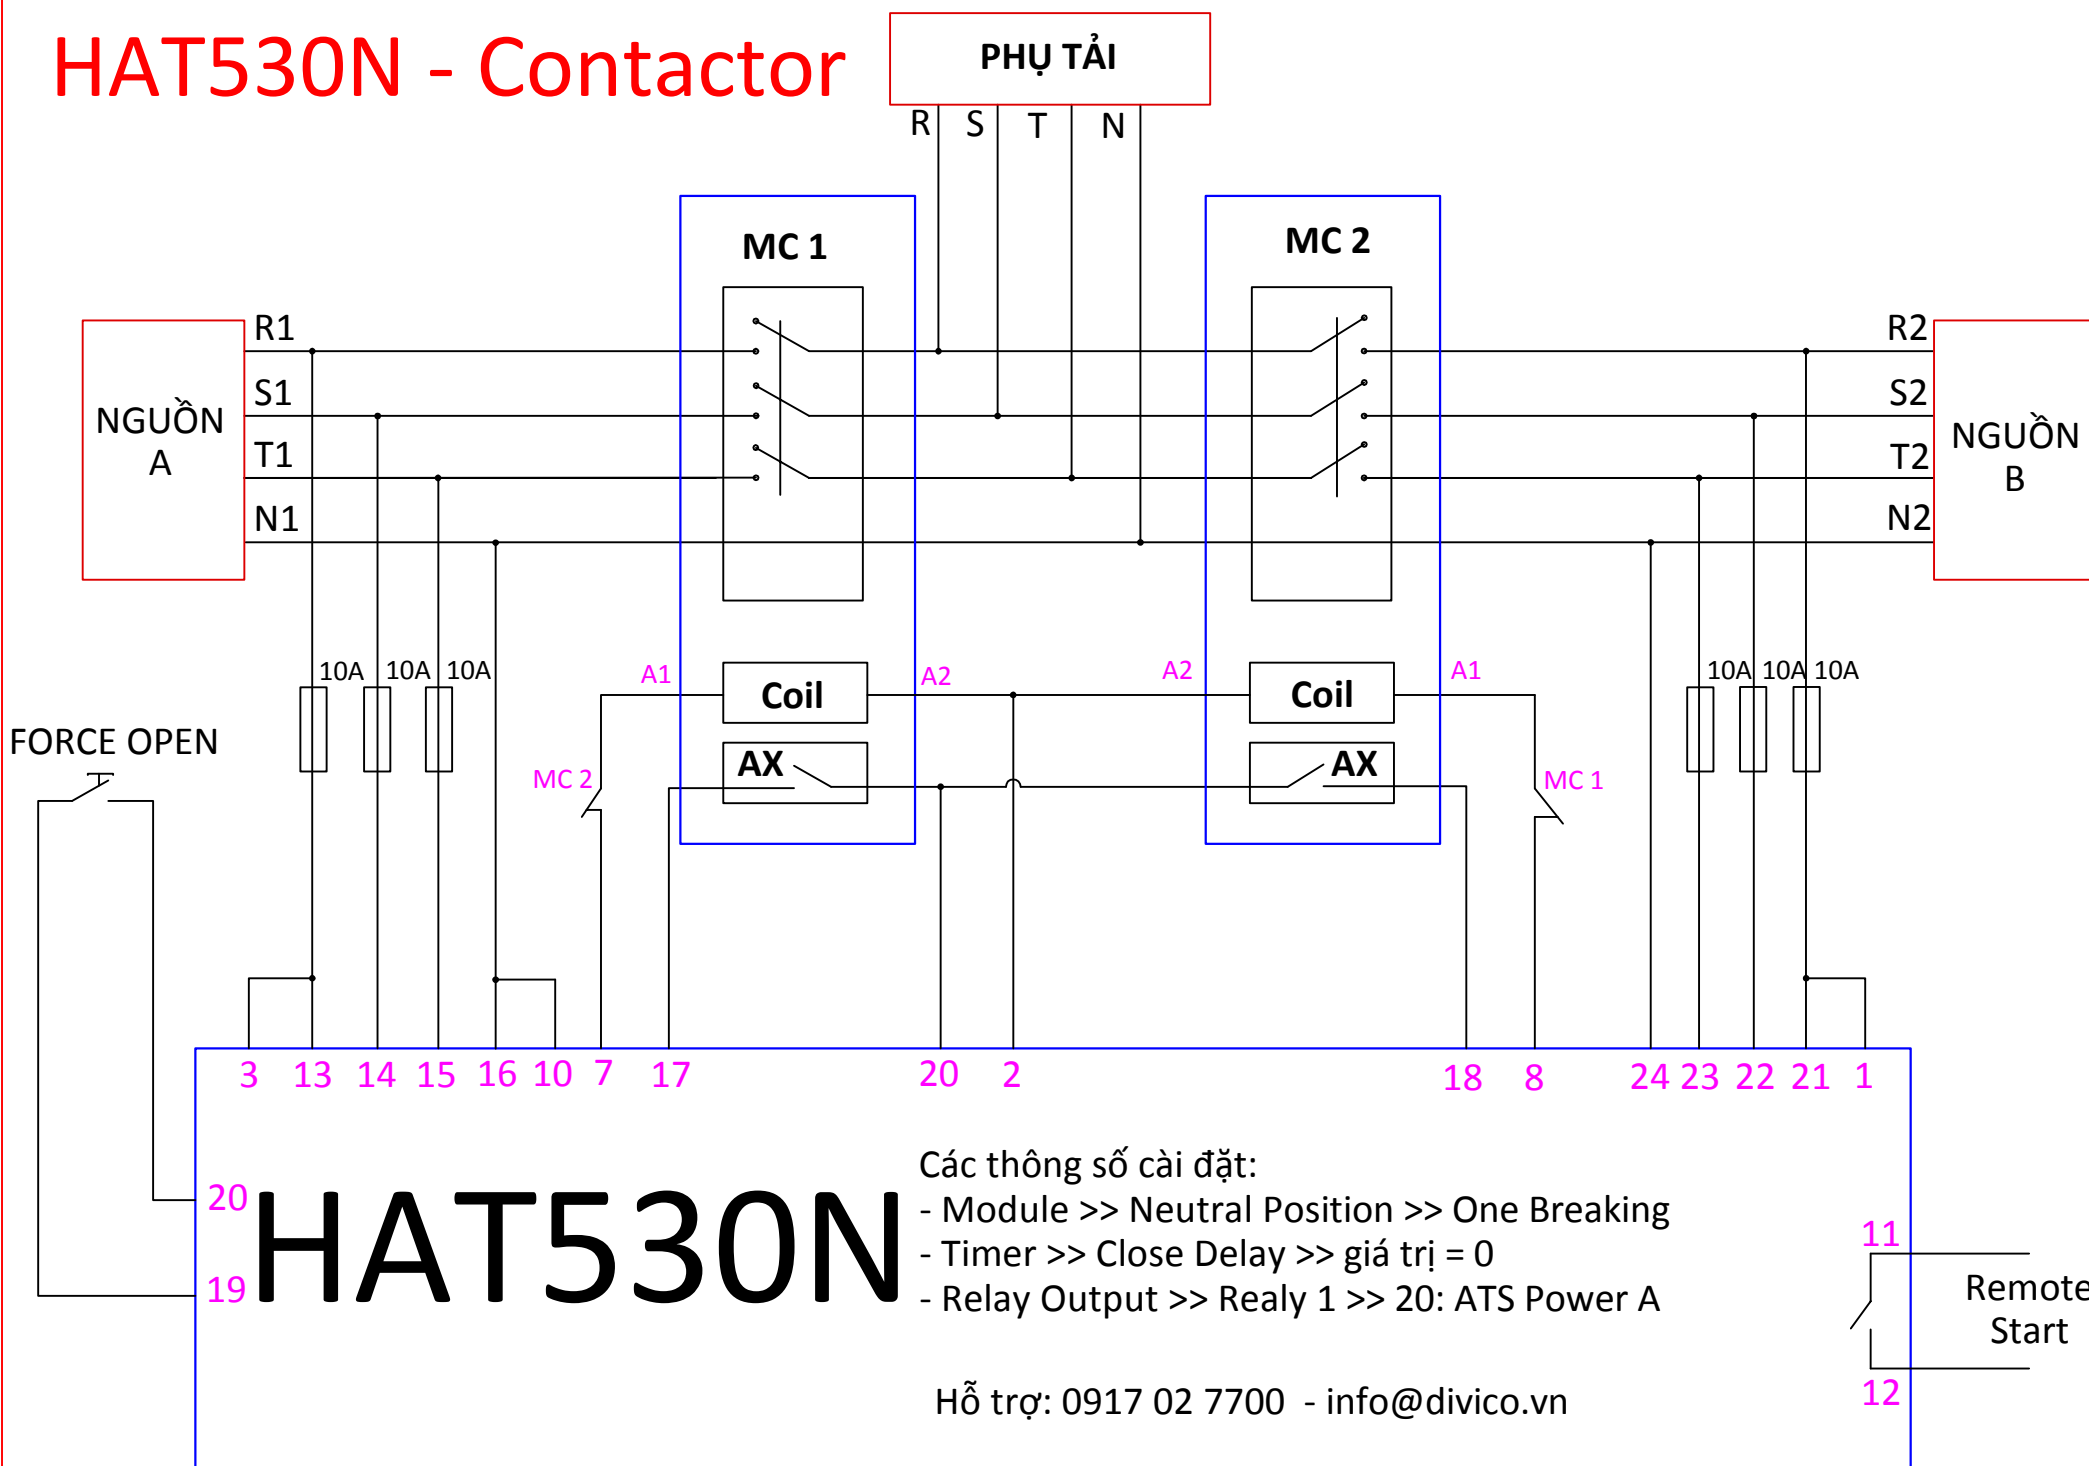 HAT530N - Contactor
PHỤ TẢI
R S T N
MC 1
MC 2
R1
S1
T1
N1
NGUỒN
A
R2
S2
T2
N2
NGUỒN
B
10A 10A 10A
A1
Coil
A2
A2
Coil
A1
10A 10A 10A
FORCE OPEN
MC 2
AX
AX
MC 1
3 13 14 15 16 10 7 17 20 2 18 8 24 23 22 21 1
20
19
HAT530N
Các thông số cài đặt:
- Module >> Neutral Position >> One Breaking
- Timer >> Close Delay >> giá trị = 0
- Relay Output >> Realy 1 >> 20: ATS Power A
Hỗ trợ: 0917 02 7700 - info@divico.vn
11
Remote
Start
12